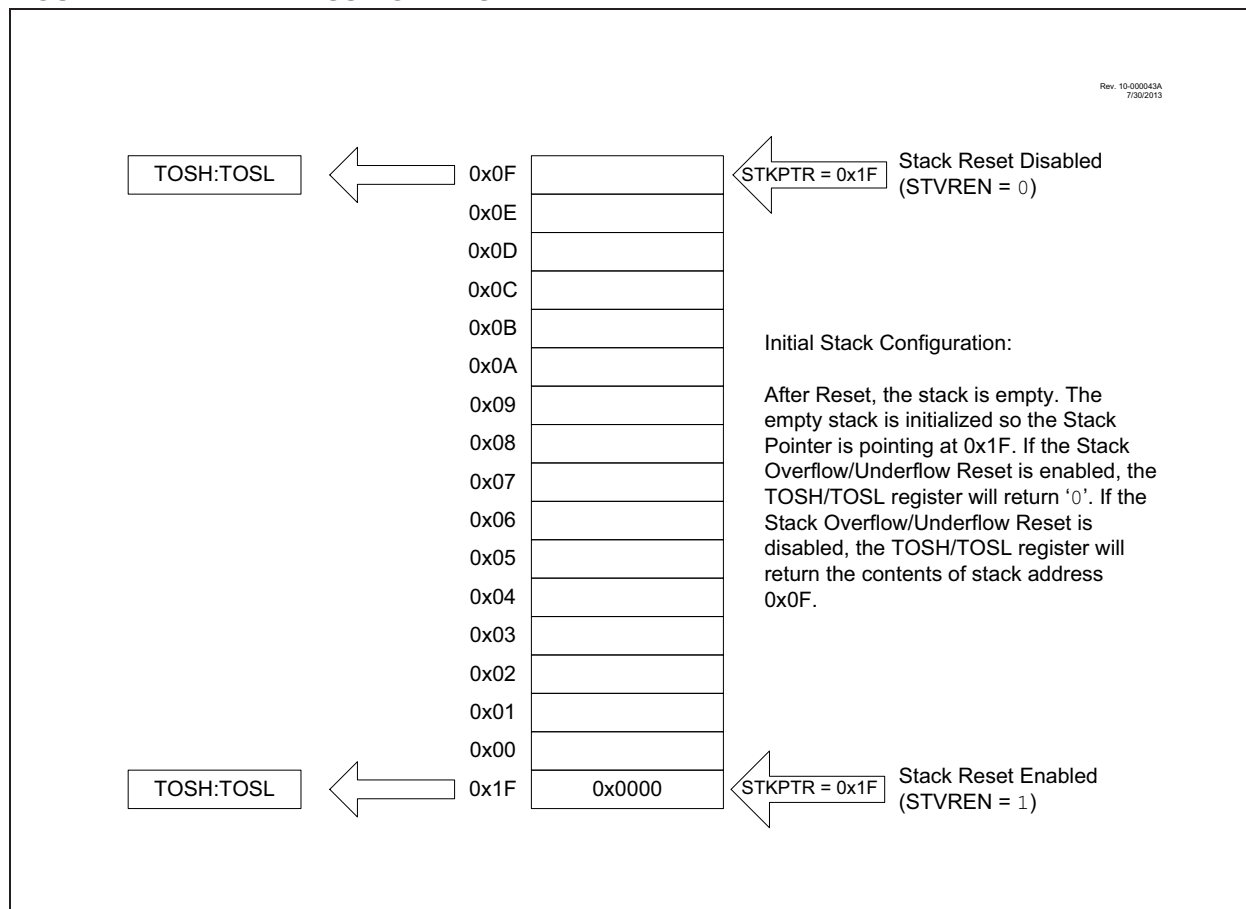 Rev. 10-000043A
7/30/2013
TOSH:TOSL
0x0F
STKPTR = 0x1F
Stack Reset Disabled
(STVREN = 0)
0x0E
0x0D
0x0C
0x0B
0x0A
0x09
0x08
0x07
0x06
0x05
0x04
0x03
0x02
0x01
0x00
Initial Stack Configuration:
After Reset, the stack is empty. The
empty stack is initialized so the Stack
Pointer is pointing at 0x1F. If the Stack
Overflow/Underflow Reset is enabled, the
TOSH/TOSL register will return ‘0’. If the
Stack Overflow/Underflow Reset is
disabled, the TOSH/TOSL register will
return the contents of stack address
0x0F.
TOSH:TOSL
0x1F
0x0000
STKPTR = 0x1F
Stack Reset Enabled
(STVREN = 1)